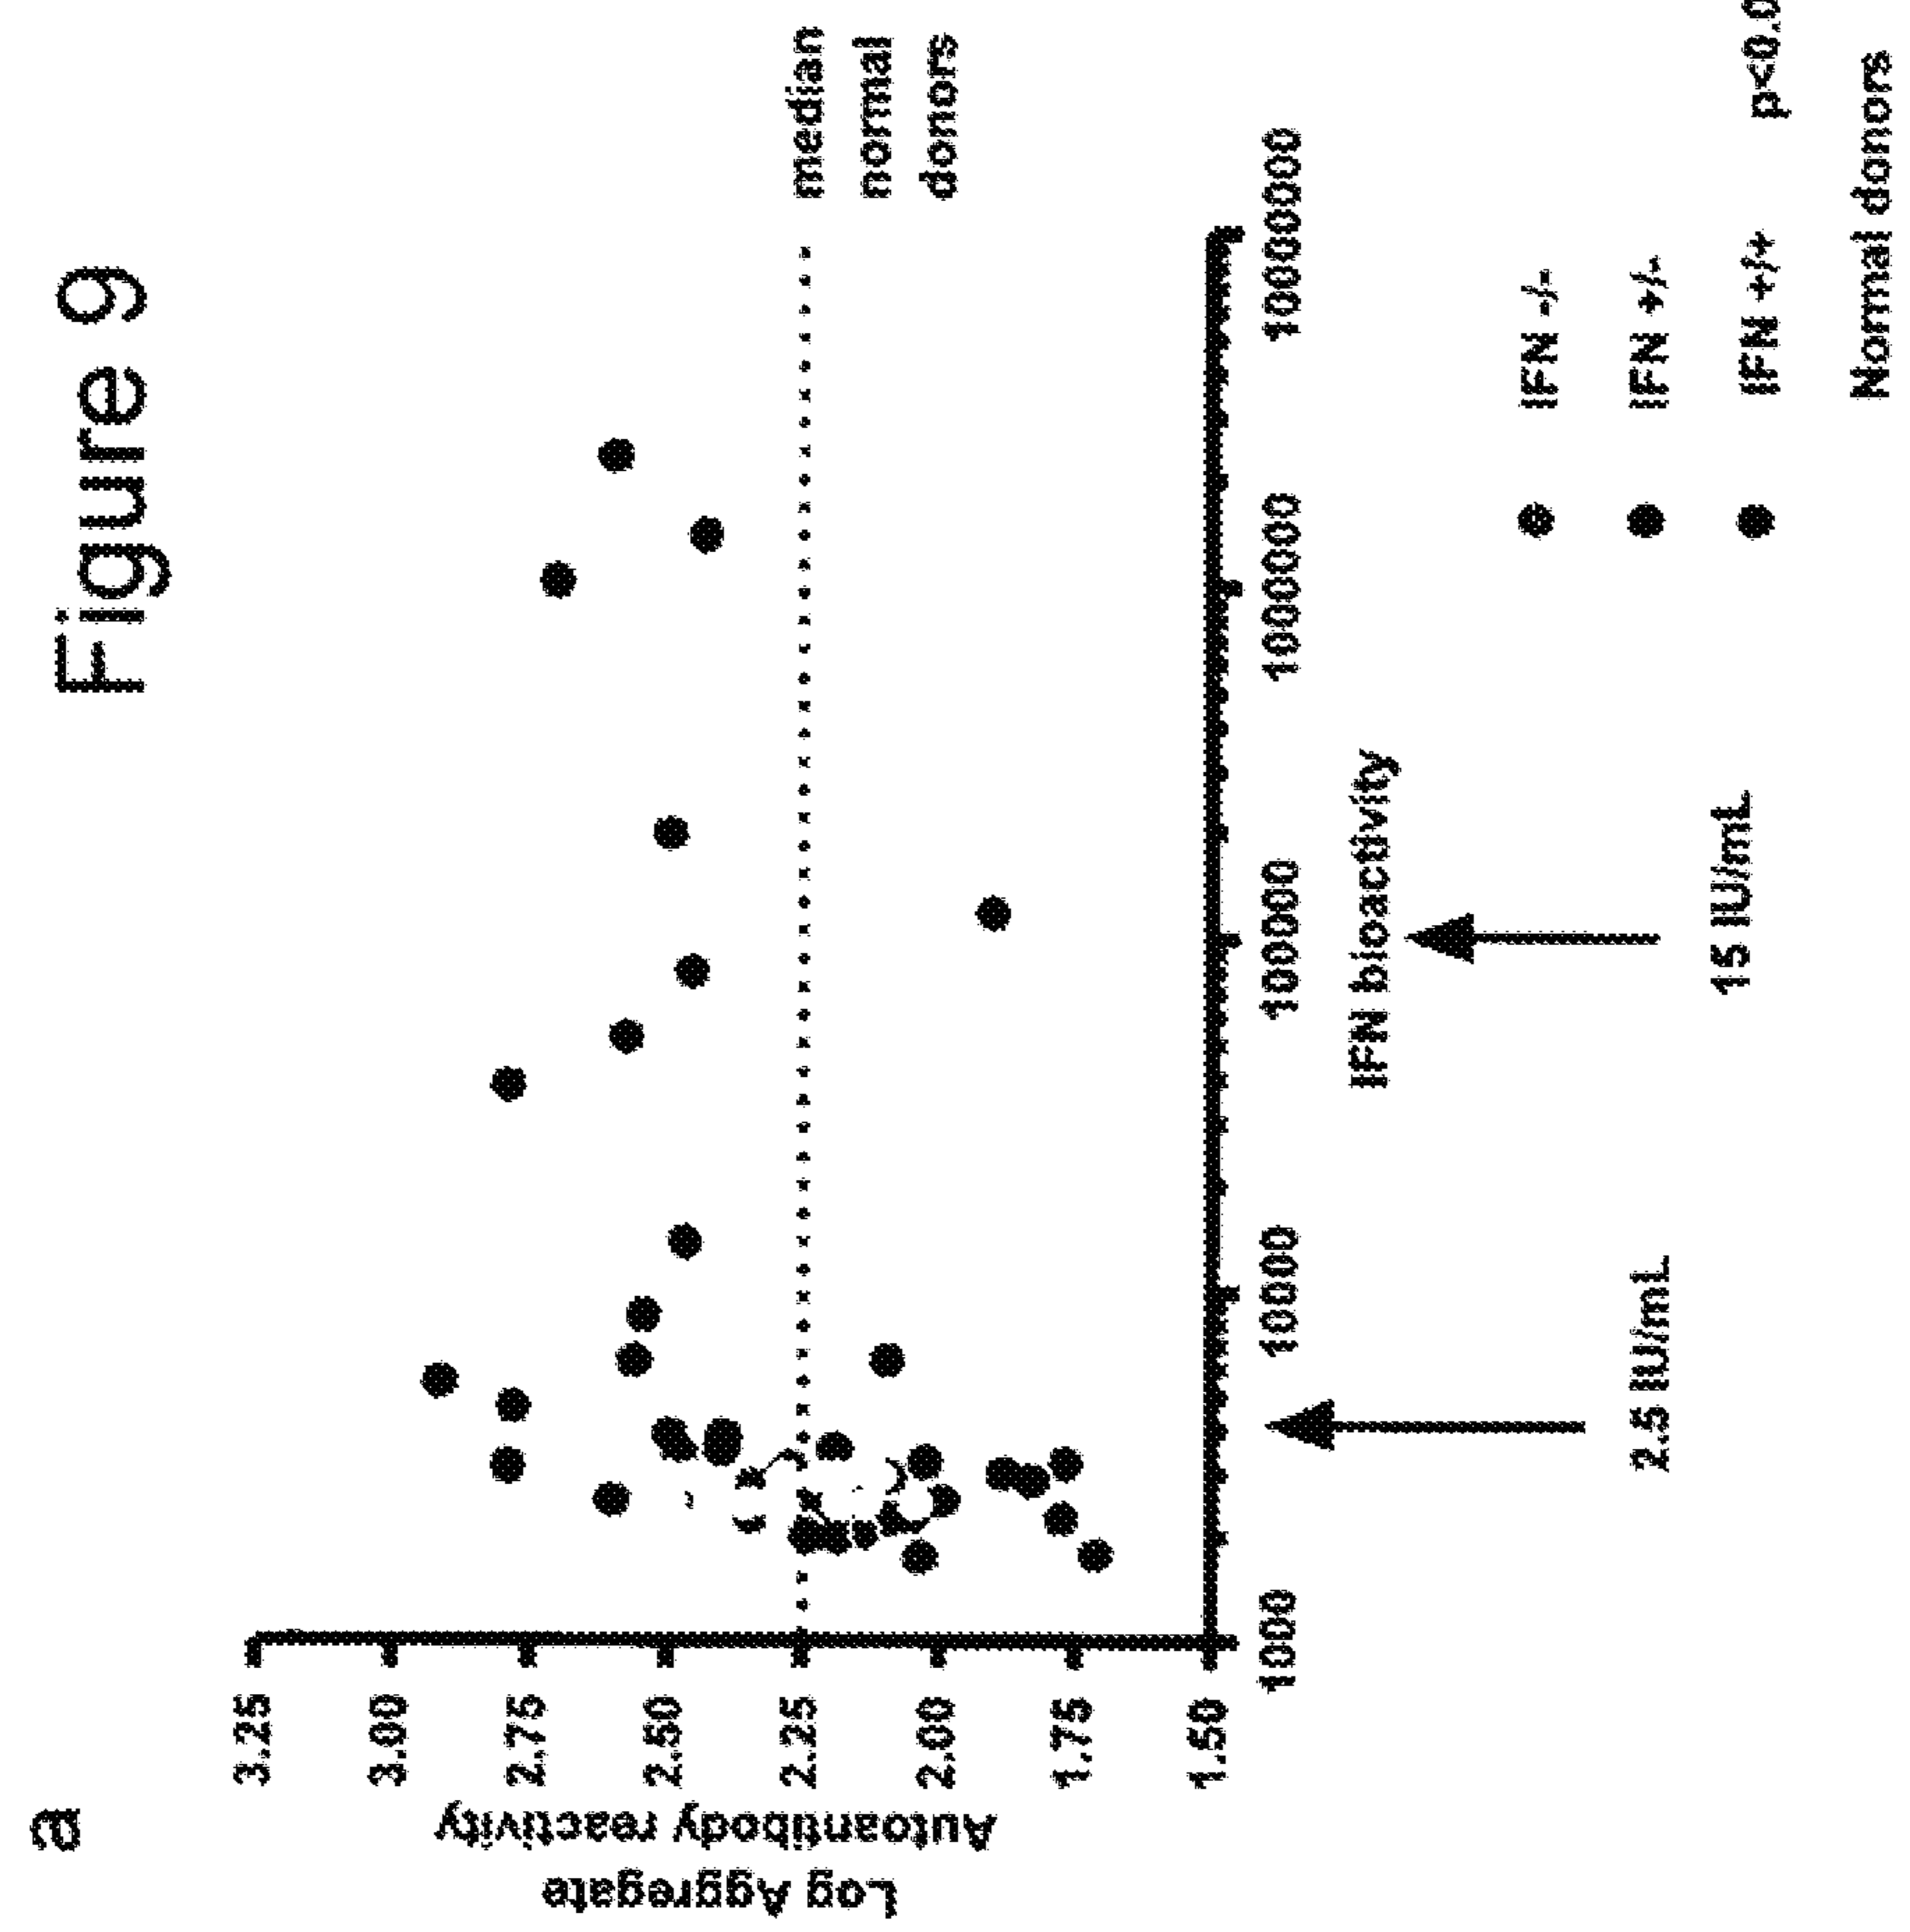 Figure 9
a
Log Aggregate
Autoantibody reactivity
3.25
3.00
2.75
2.50
2.25
2.00
1.75
1.50
median
normal
donors
1000
10000
100000
1000000
10000000
IFN bioactivity
2.5 IU/mL
15 IU/mL
IFN -/-
IFN +/-
IFN +/+
p<0.0
Normal donors